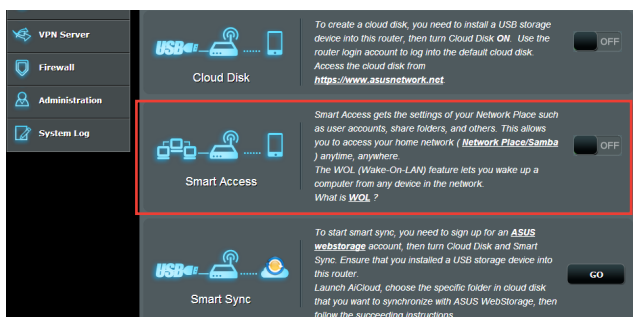 VPN Server
Firewall
Administration
System Log
USB
Cloud Disk
To create a cloud disk, you need to install a USB storage
device into this router, then turn Cloud Disk ON. Use the
router login account to log into the default cloud disk.
Access the cloud disk from
https://www.asusnetwork.net.
OFF
Smart Access
Smart Access gets the settings of your Network Place such
as user accounts, share folders, and others. This allows
you to access your home network ( Network Place/Samba
) anytime, anywhere.
The WOL (Wake-On-LAN) feature lets you wake up a
computer from any device in the network.
What is WOL ?
OFF
USB
Smart Sync
To start smart sync, you need to sign up for an ASUS
webstorage account, then turn Cloud Disk and Smart
Sync. Ensure that you installed a USB storage device into
this router.
Launch AiCloud, choose the specific folder in cloud disk
that you want to synchronize with ASUS WebStorage, then
follow the succeeding instructions.
GO